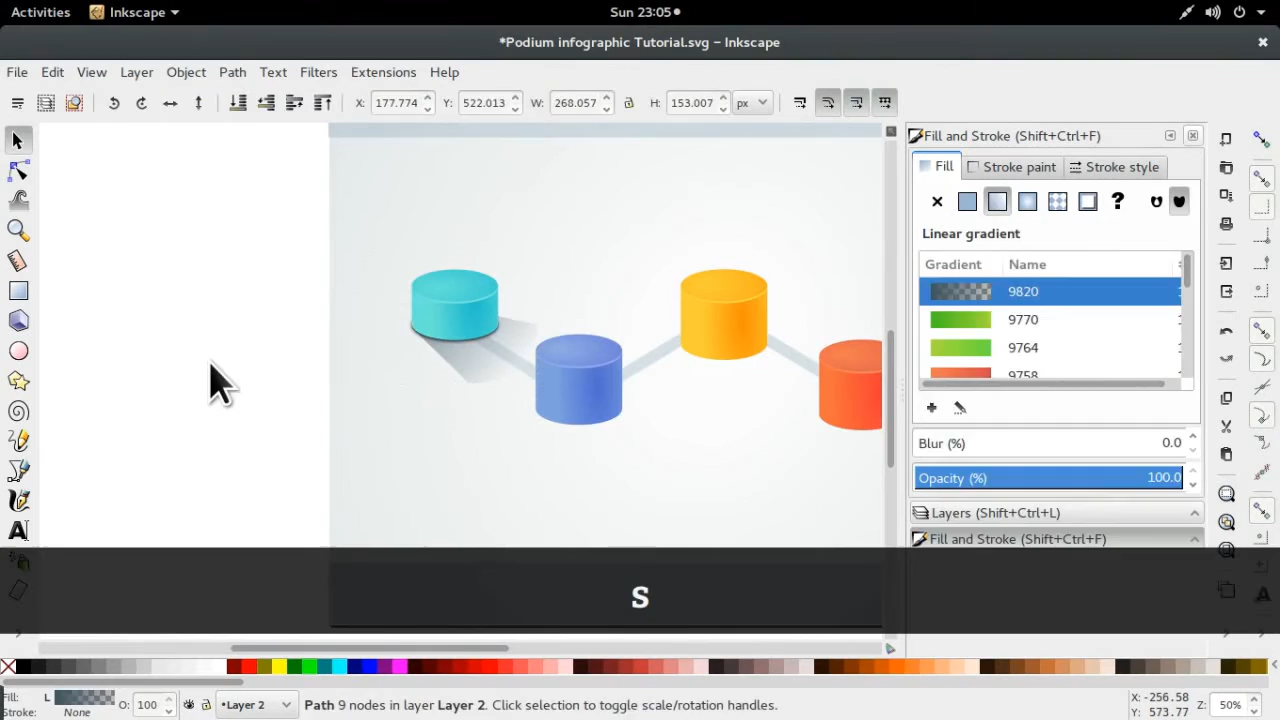 Activities Inkscape Sun 23:05
*Podium infographic Tutorial.svg – Inkscape
File Edit View Layer Object Path Text Filters Extensions Help
X: 177.774 Y: 522.013 W: 268.057 H: 153.007 px
Fill and Stroke (Shift+Ctrl+F)
Fill Stroke paint Stroke style
?
Linear gradient
Gradient Name
9820
9770
9764
9758
Blur (%) 0.0
Opacity (%) 100.0
Layers (Shift+Ctrl+L)
Fill and Stroke (Shift+Ctrl+F)
S
Fill: L
Stroke: None
O: 100
•Layer 2
Path 9 nodes in layer Layer 2. Click selection to toggle scale/rotation handles.
X: -256.58
Y: 573.77
Z: 50%